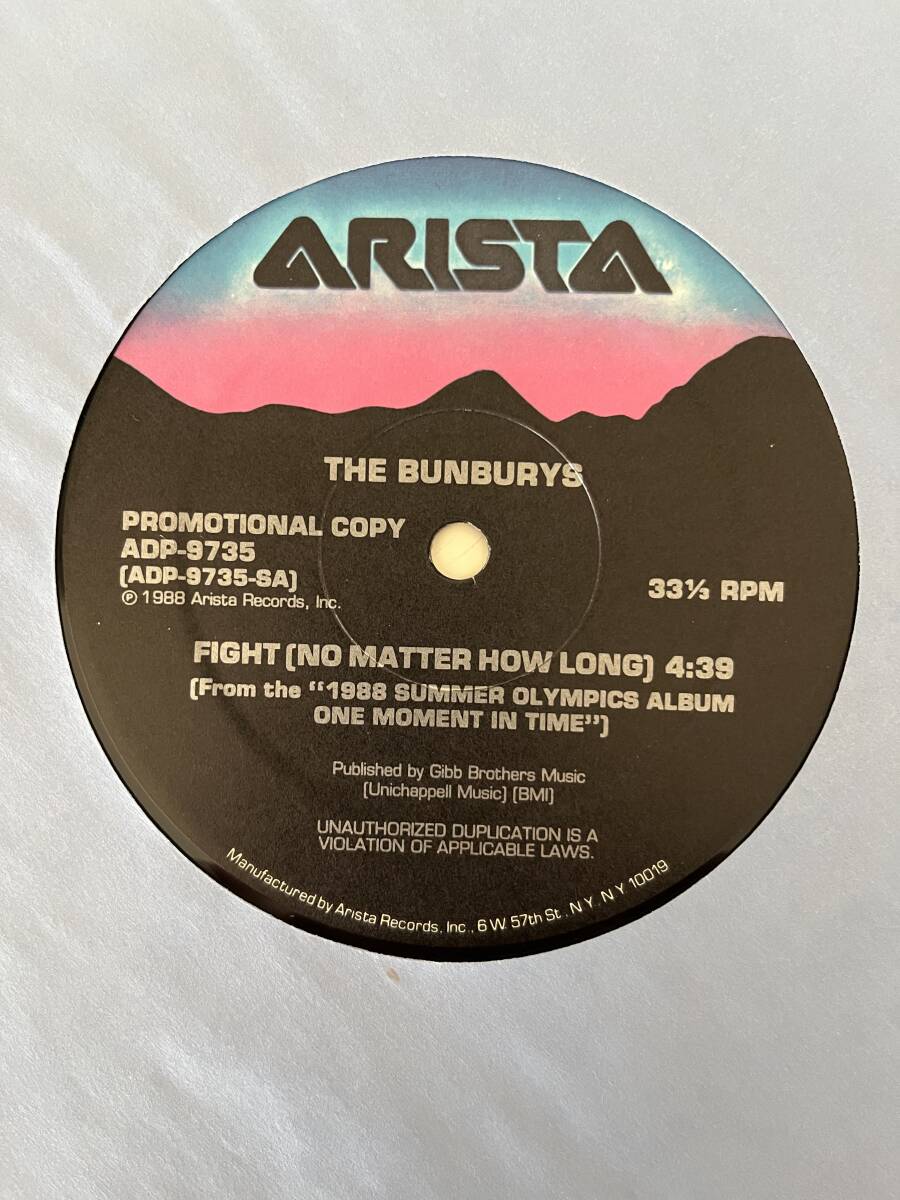 ARISTA
THE BUNBURYS
PROMOTIONAL COPY
ADP-9735
(ADP-9735-SA)
℗ 1988 Arista Records, Inc.
33⅓ RPM
FIGHT (NO MATTER HOW LONG) 4:39
(From the "1988 SUMMER OLYMPICS ALBUM
ONE MOMENT IN TIME")
Published by Gibb Brothers Music
(Unichappell Music) (BMI)
UNAUTHORIZED DUPLICATION IS A
VIOLATION OF APPLICABLE LAWS.
Manufactured by Arista Records, Inc., 6 W. 57th St., N.Y. N.Y. 10019